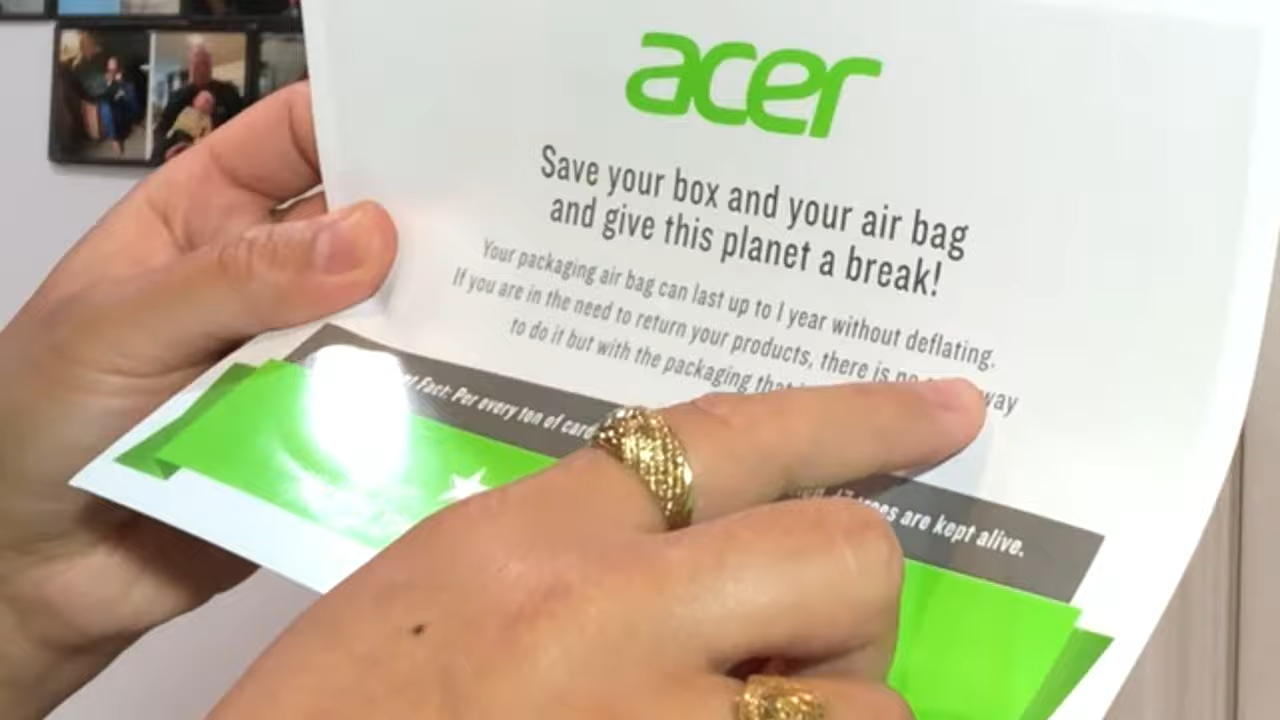 acer
Save your box and your air bag
and give this planet a break!
Your packaging air bag can last up to 1 year without deflating.
If you are in the need to return your products, there is no way
to do it but with the packaging
Fact: Per every ton of
trees are kept alive.